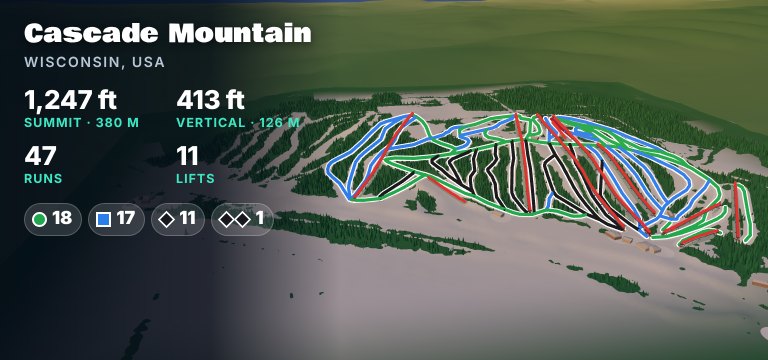 Cascade Mountain
WISCONSIN, USA
1,247 ft 413 ft
SUMMIT · 380 M VERTICAL · 126 M
47 11
RUNS LIFTS
18 17 11 1